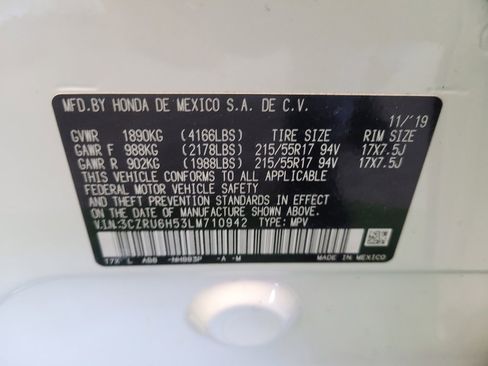 MFD.BY HONDA DE MEXICO S.A. DE C.V.
11/'19
GVWR 1890KG (4166LBS) TIRE SIZE RIM SIZE
GAWR F 988KG (2178LBS) 215/55R17 94V 17X7.5J
GAWR R 902KG (1988LBS) 215/55R17 94V 17X7.5J
THIS VEHICLE CONFORMS TO ALL APPLICABLE
FEDERAL MOTOR VEHICLE SAFETY
AND THEFT PREVENTION STANDARDS IN EFFECT
ON THE DATE OF MANUFACTURE SHOWN ABOVE.
V.I.N.:3CZRU6H53LM710942 TYPE: MPV
T7X L -A -M
MADE IN MEXICO